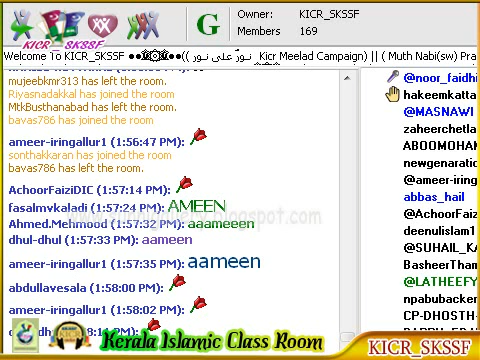 KICR_SKSSF
G
Owner: KICR_SKSSF
Members 169
Welcome To KICR_SKSSF ((نورٌ على نور Kicr Meelad Campaign) || ( Muth Nabi(sw) Pra
mujeebkmr313 has left the room.
Riyasnadakkal has joined the room
MtkBusthanabad has left the room.
bavas786 has joined the room
ameer-iringallur1 (1:56:47 PM):
sonthakkaran has joined the room
bavas786 has left the room.
AchoorFaiziDIC (1:57:14 PM):
fasalmvkaladi (1:57:24 PM): AMEEN
Ahmed.Mehmood (1:57:32 PM): aaameeen
dhul-dhul (1:57:33 PM): aameen
ameer-iringallur1 (1:57:35 PM): aameen
abdullavesala (1:58:00 PM):
ameer-iringallur1 (1:58:02 PM):
@noor_faidhi
hakeemkatta
@MASNAWI
zaheerchetla
ABOOMOHAN
newgenaratio
@ameer-iring
abbas_hail
@AchoorFaizi
deenulislam1
@SUHAIL_KA
BasheerTham
@LATHEEFY
npabubacker
CP-DHOSTH-
Kerala Islamic Class Room
KICR_SKSSF